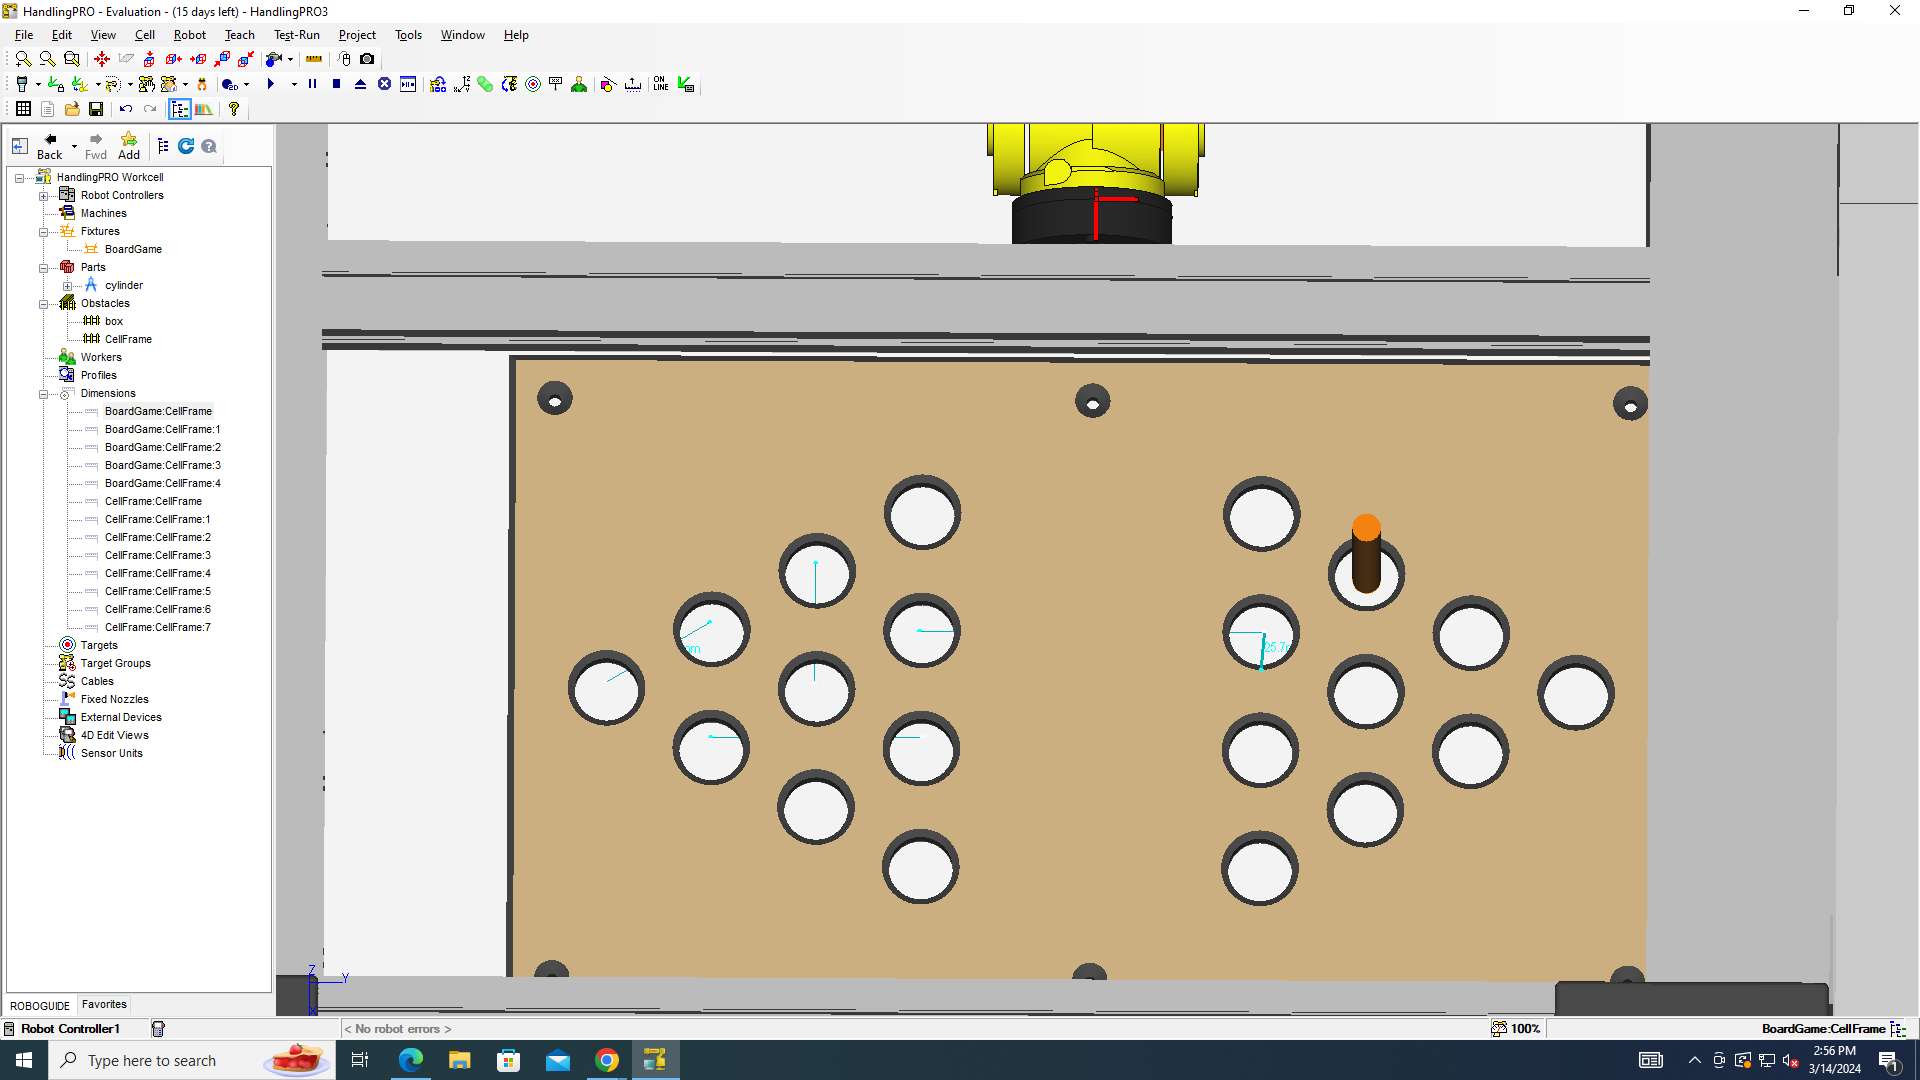 HandlingPRO - Evaluation - (15 days left) - HandlingPRO3
File Edit View Cell Robot Teach Test-Run Project Tools Window Help
ON
LINE
Back Fwd Add
HandlingPRO Workcell
Robot Controllers
Machines
Fixtures
BoardGame
Parts
cylinder
Obstacles
box
CellFrame
Workers
Profiles
Dimensions
BoardGame:CellFrame
BoardGame:CellFrame:1
BoardGame:CellFrame:2
BoardGame:CellFrame:3
BoardGame:CellFrame:4
CellFrame:CellFrame
CellFrame:CellFrame:1
CellFrame:CellFrame:2
CellFrame:CellFrame:3
CellFrame:CellFrame:4
CellFrame:CellFrame:5
CellFrame:CellFrame:6
CellFrame:CellFrame:7
Targets
Target Groups
Cables
Fixed Nozzles
External Devices
4D Edit Views
Sensor Units
25.7
Z
Y
X
ROBOGUIDE Favorites
Robot Controller1
< No robot errors >
100%
BoardGame:CellFrame
Type here to search
2:56 PM
3/14/2024
1